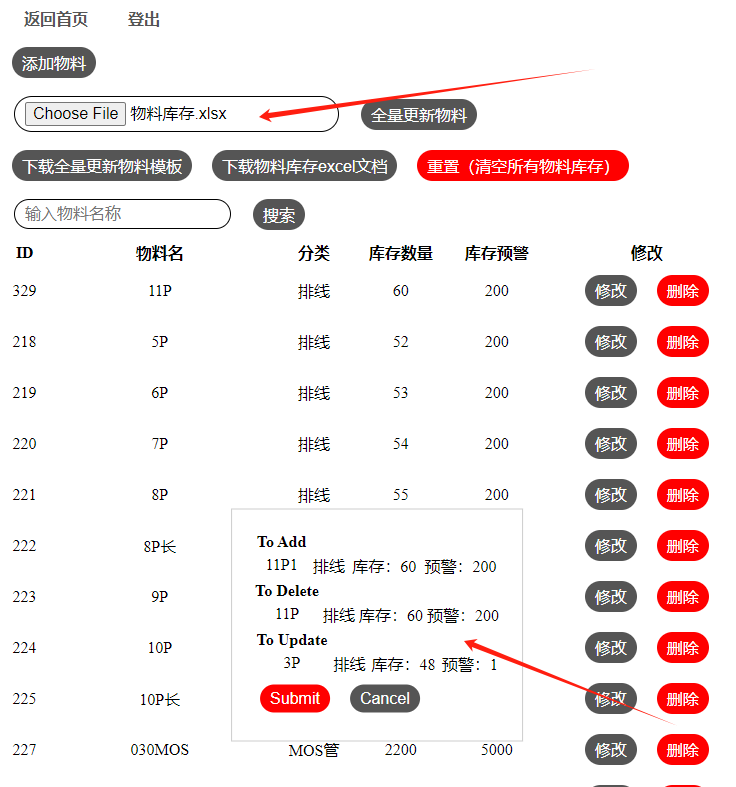 返回首页 登出
添加物料
Choose File 物料库存.xlsx 全量更新物料
下载全量更新物料模板 下载物料库存excel文档 重置（清空所有物料库存）
输入物料名称 搜索
ID 物料名 分类 库存数量 库存预警 修改
329 11P 排线 60 200 修改 删除
218 5P 排线 52 200 修改 删除
219 6P 排线 53 200 修改 删除
220 7P 排线 54 200 修改 删除
221 8P 排线 55 200 修改 删除
222 8P长 修改 删除
223 9P 修改 删除
224 10P 修改 删除
225 10P长 修改 删除
227 030MOS MOS管 2200 5000 修改 删除
To Add
11P1 排线 库存：60 预警：200
To Delete
11P 排线 库存：60 预警：200
To Update
3P 排线 库存：48 预警：1
Submit Cancel